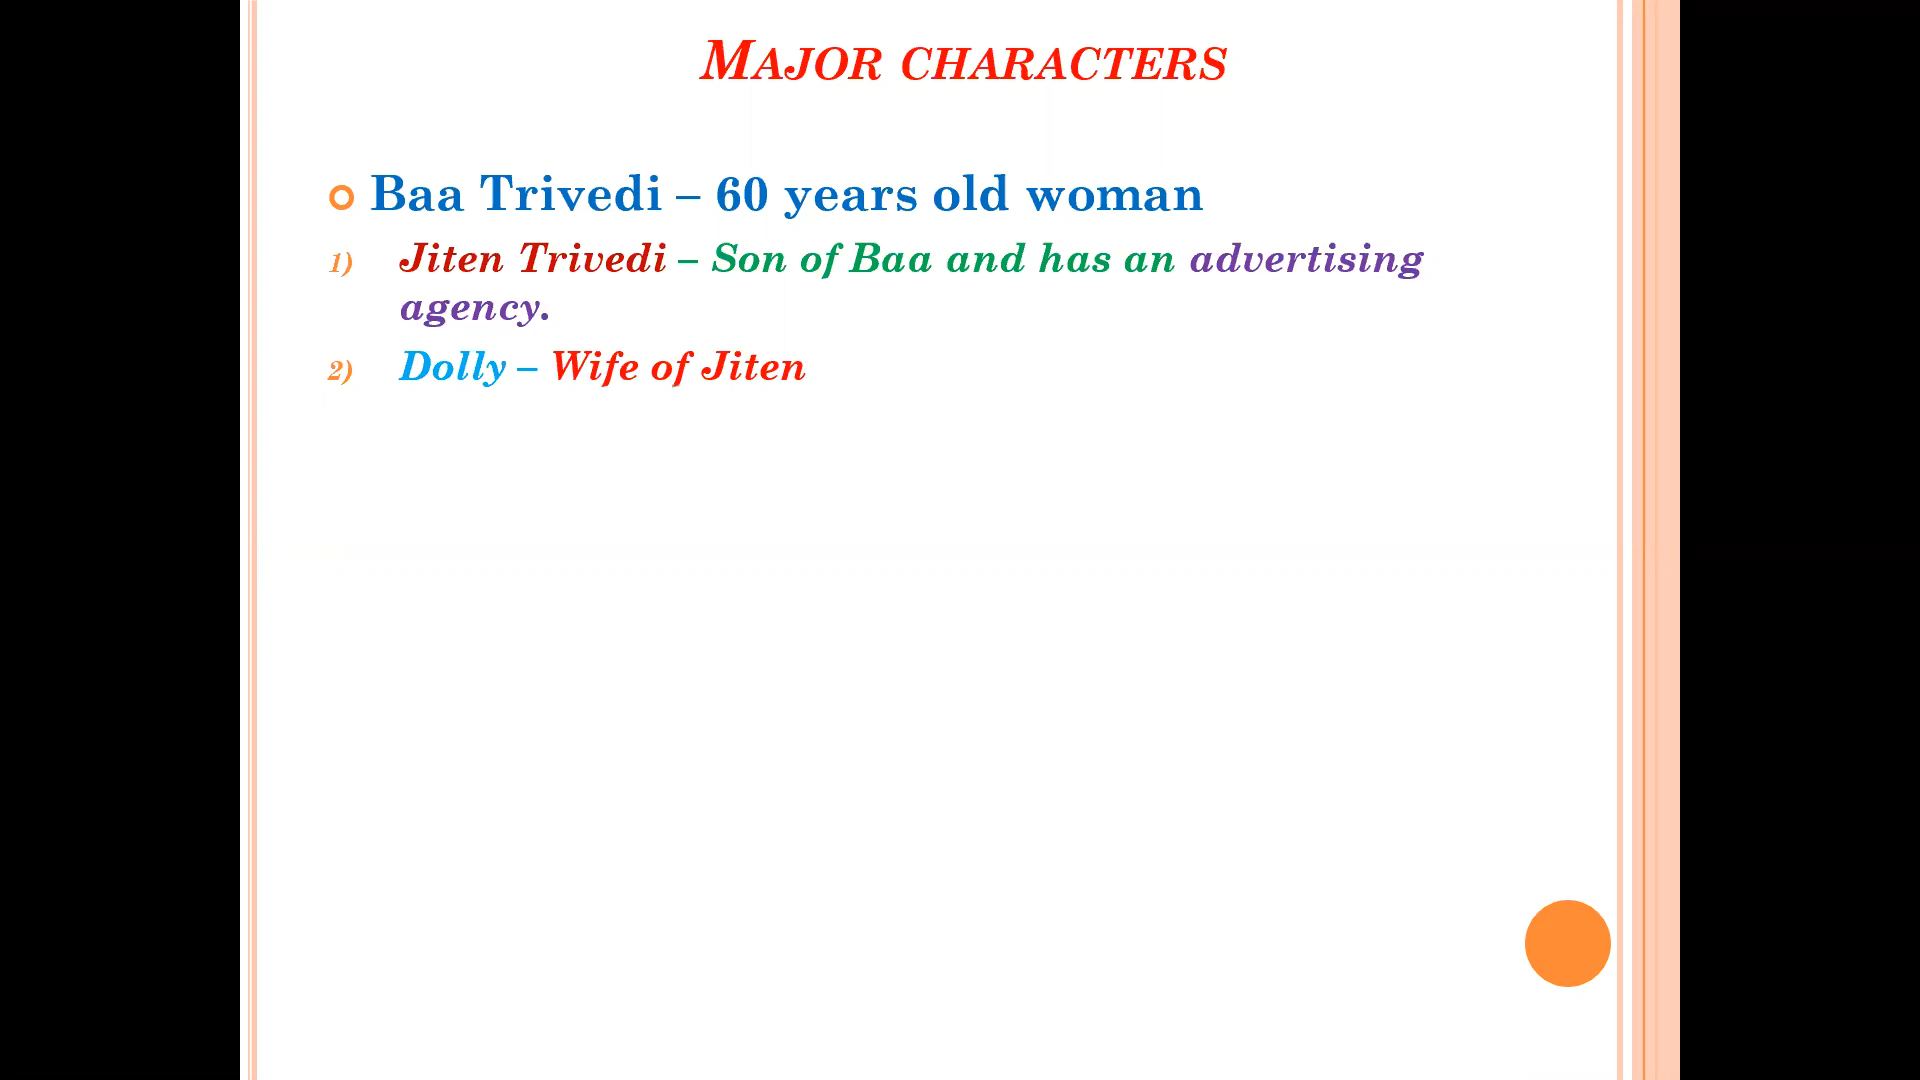 MAJOR CHARACTERS
Baa Trivedi – 60 years old woman
1) Jiten Trivedi – Son of Baa and has an advertising
agency.
2) Dolly – Wife of Jiten